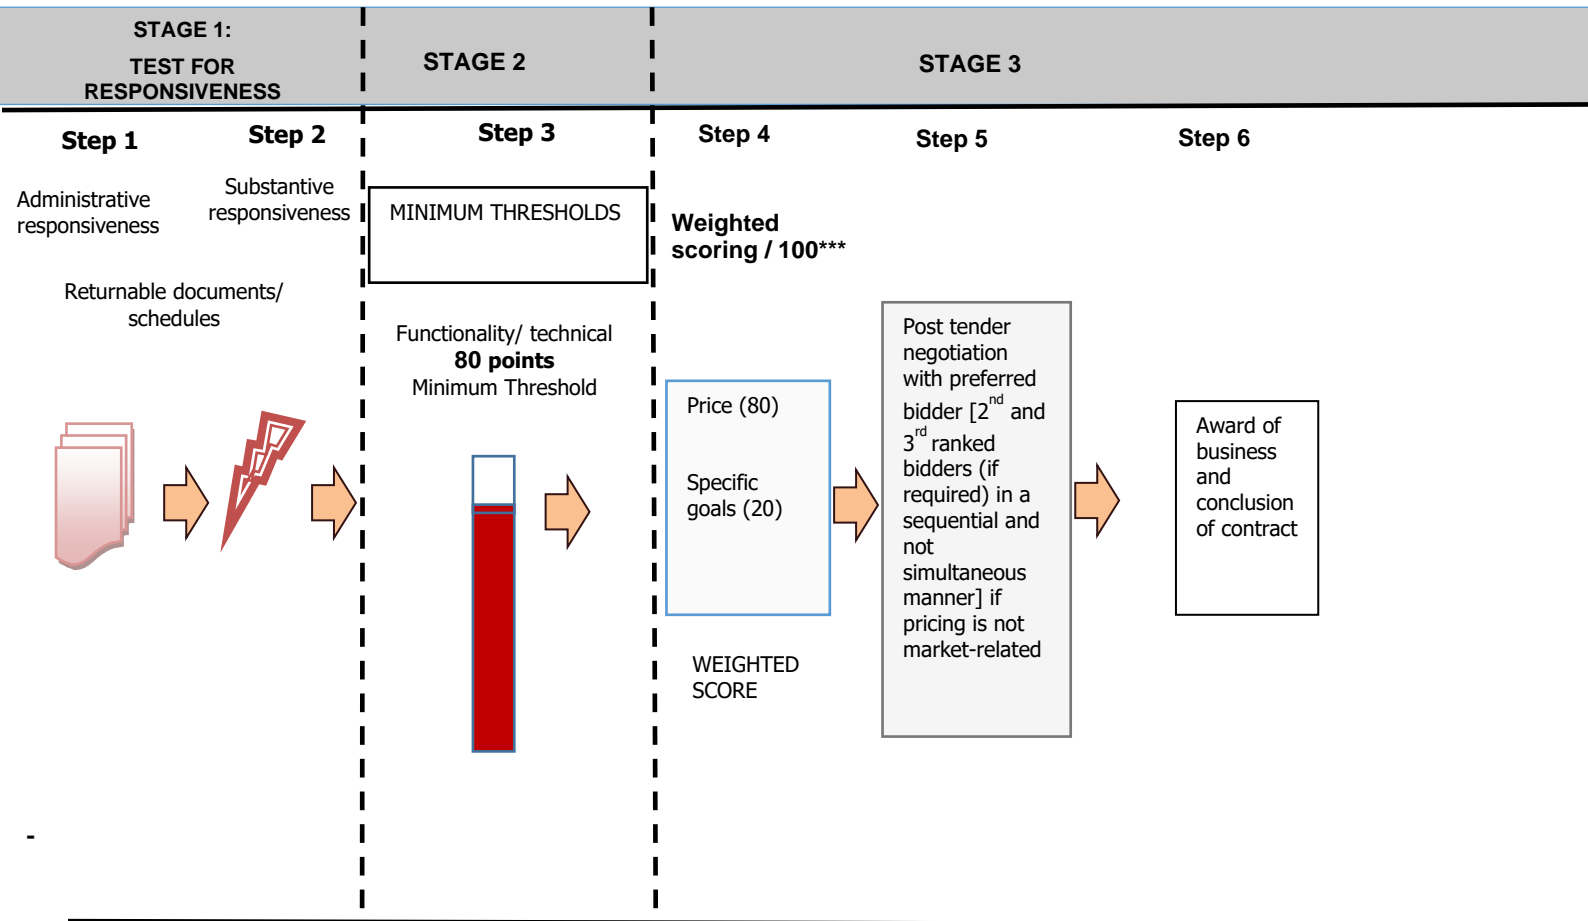 STAGE 1:
TEST FOR
RESPONSIVENESS
STAGE 2
STAGE 3
Step 1
Step 2
Step 3
Step 4
Step 5
Step 6
Administrative
responsiveness
Substantive
responsiveness
Returnable documents/
schedules
MINIMUM THRESHOLDS
Functionality/ technical
80 points
Minimum Threshold
Weighted
scoring / 100***
Price (80)
Specific
goals (20)
WEIGHTED
SCORE
Post tender
negotiation
with preferred
bidder [2nd and
3rd ranked
bidders (if
required) in a
sequential and
not
simultaneous
manner] if
pricing is not
market-related
Award of
business
and
conclusion
of contract
-